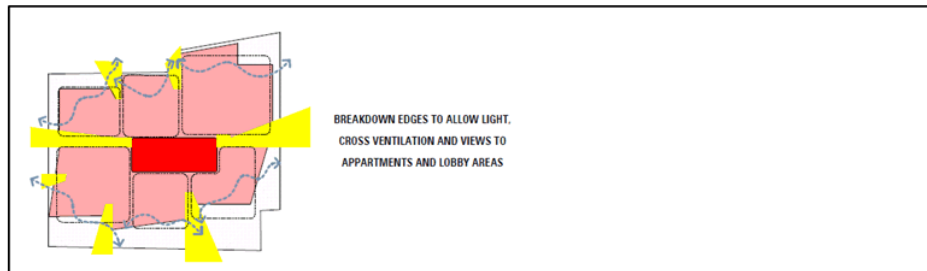 BREAKDOWN EDGES TO ALLOW LIGHT,
CROSS VENTILATION AND VIEWS TO
APPARTMENTS AND LOBBY AREAS